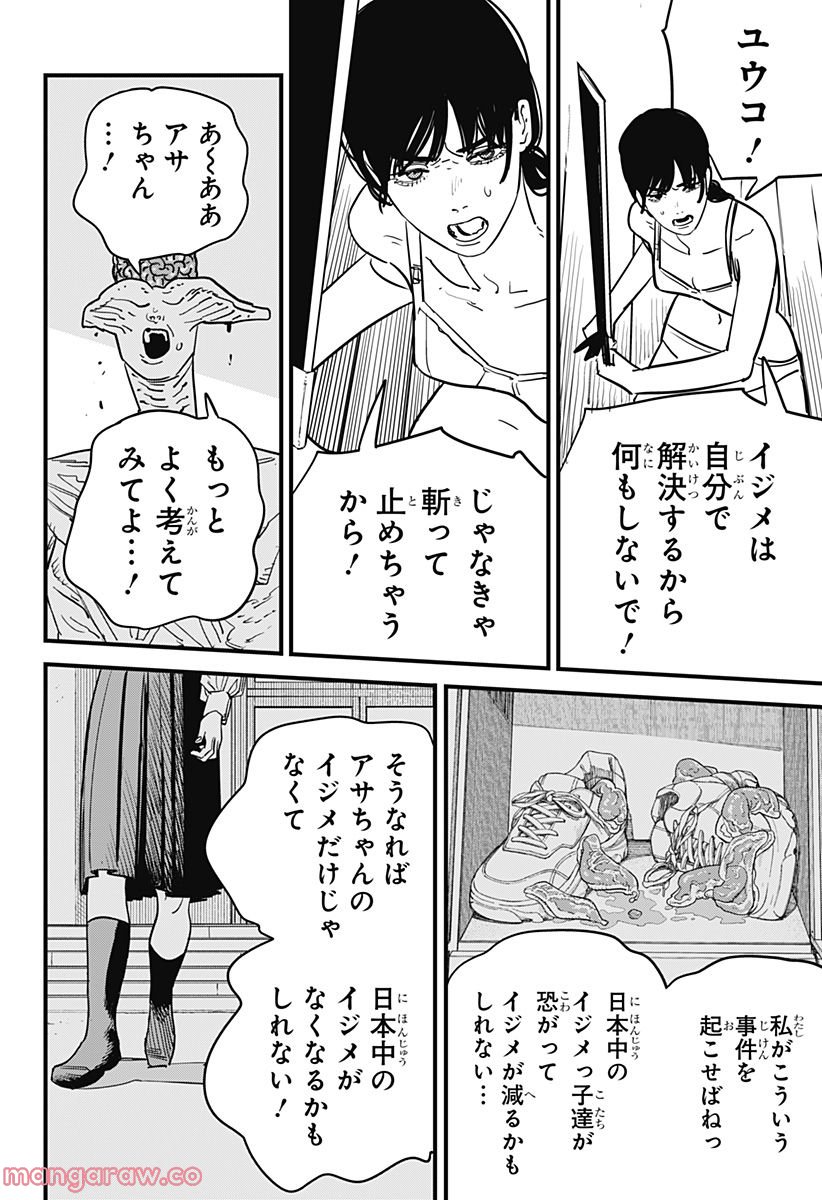 ユウコ！
イジメは
自分で
解決するから
何もしないで！
じゃなきゃ
斬って
止めちゃう
から！
あ〜ああ
アサ
ちゃん
…！
もっと
よく考えて
みてよ…！
私がこういう
事件を
起こせばねっ
日本中の
イジメっ子達が
恐がって
イジメが減るかも
しれない…
そうなれば
アサちゃんの
イジメだけじゃ
なくて
日本中の
イジメが
なくなるかも
しれない！
mangaraw.co